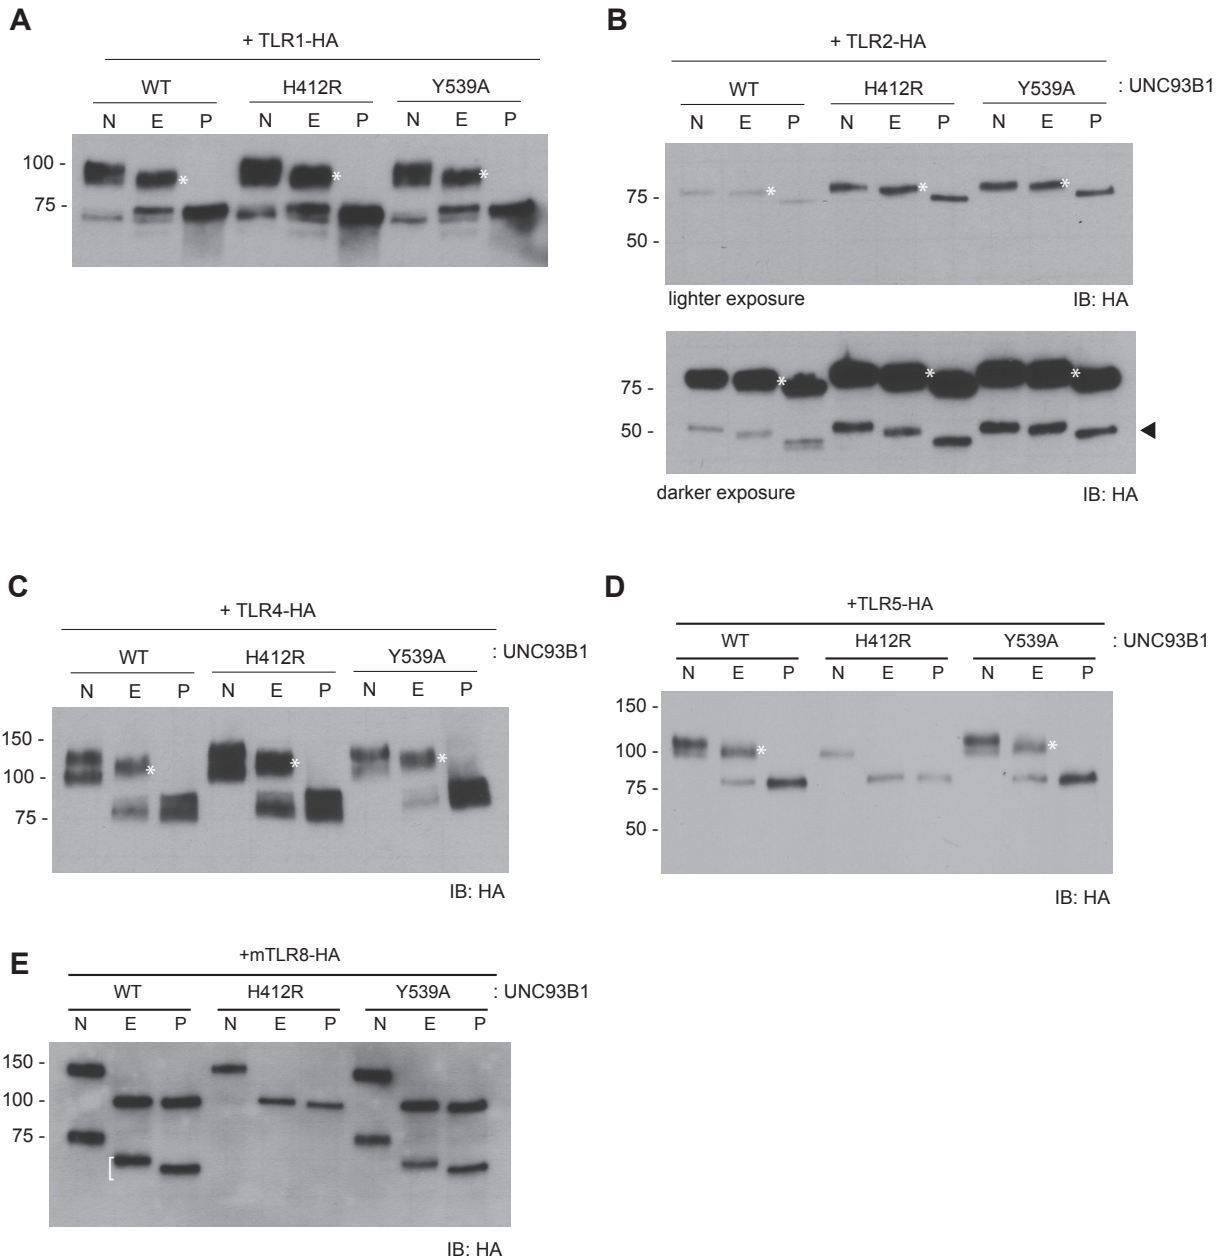 A
+ TLR1-HA
WT H412R Y539A
N E P N E P N E P
100 -
75 -
B
+ TLR2-HA
WT H412R Y539A : UNC93B1
N E P N E P N E P
75 -
50 -
lighter exposure IB: HA
75 -
50 -
darker exposure IB: HA
C
+ TLR4-HA
WT H412R Y539A : UNC93B1
N E P N E P N E P
150 -
100 -
75 -
IB: HA
D
+TLR5-HA
WT H412R Y539A : UNC93B1
N E P N E P N E P
150 -
100 -
75 -
50 -
IB: HA
E
+mTLR8-HA
WT H412R Y539A : UNC93B1
N E P N E P N E P
150 -
100 -
75 -
IB: HA